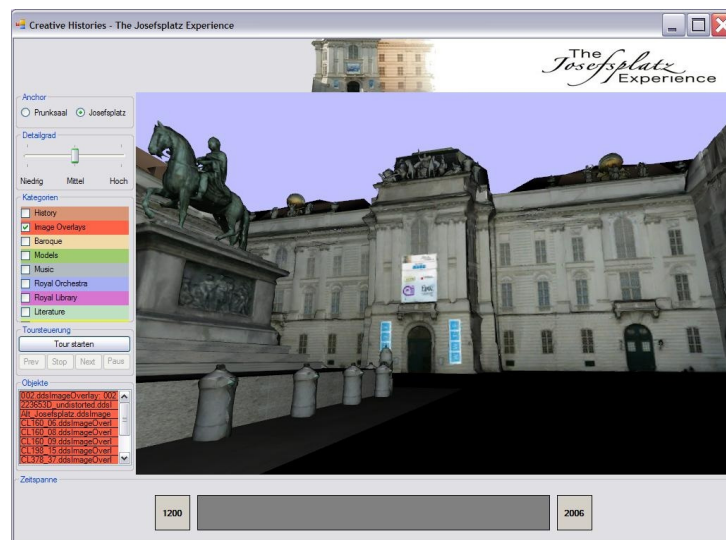 Creative Histories - The Josefsplatz Experience
The
Josefsplatz
Experience
Anchor
Prunksaal
Josefsplatz
Detailgrad
Niedrig
Mittel
Hoch
Kategorien
History
Image Overlays
Baroque
Models
Music
Royal Orchestra
Royal Library
Literature
Toursteuerung
Tour starten
Prev
Stop
Next
Paus
Objekte
002.ddsImageOverlay: 002
223653D_undistorted.ddsI
Alt_Josefsplatz.ddsImage
CL160_06.ddsImageOverl
CL160_08.ddsImageOverl
CL160_09.ddsImageOverl
CL198_15.ddsImageOverl
CL378_37.ddsImageOverl
Zeitspanne
1200
2006